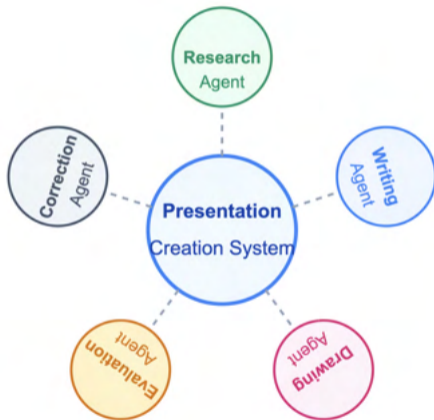 Research
Agent
Correction
Agent
Writing
Agent
Presentation
Creation System
Evaluation
Agent
Drawing
Agent